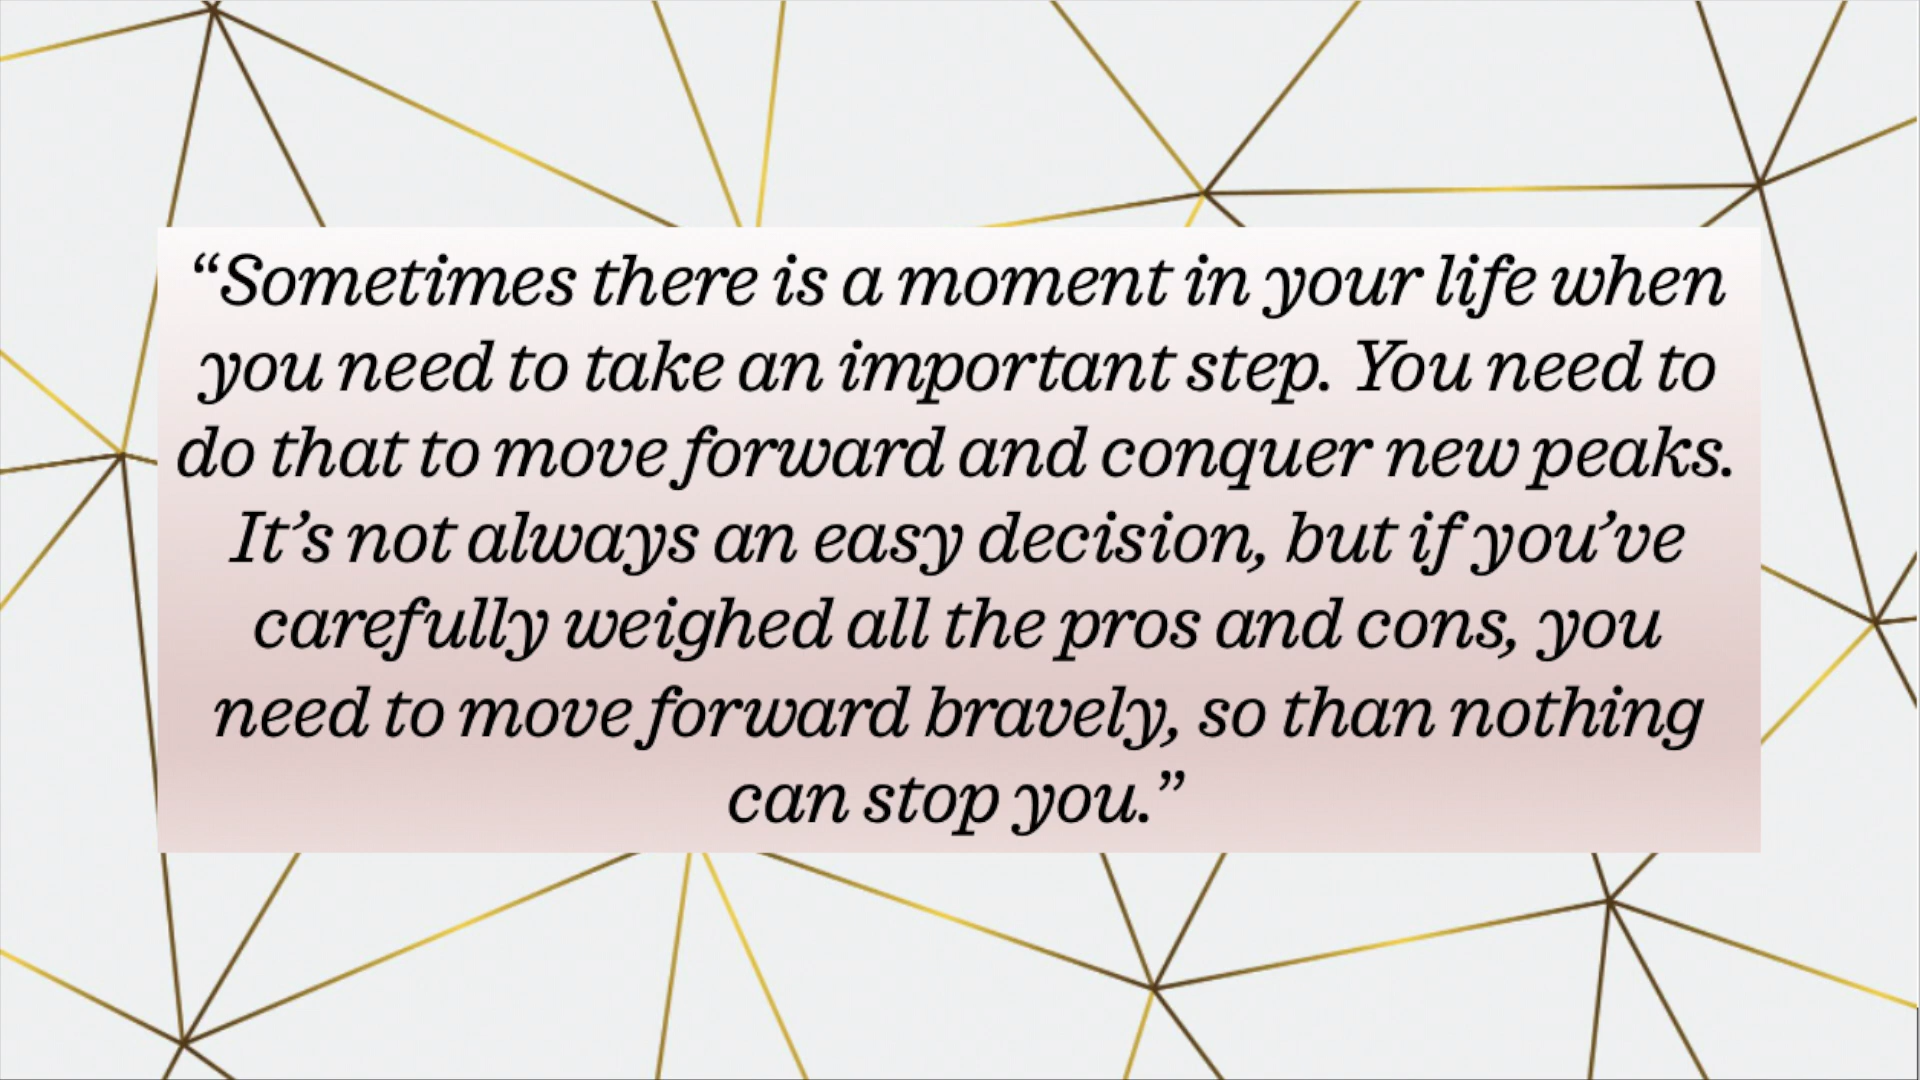 “Sometimes there is a moment in your life when
you need to take an important step. You need to
do that to move forward and conquer new peaks.
It’s not always an easy decision, but if you’ve
carefully weighed all the pros and cons, you
need to move forward bravely, so than nothing
can stop you.”